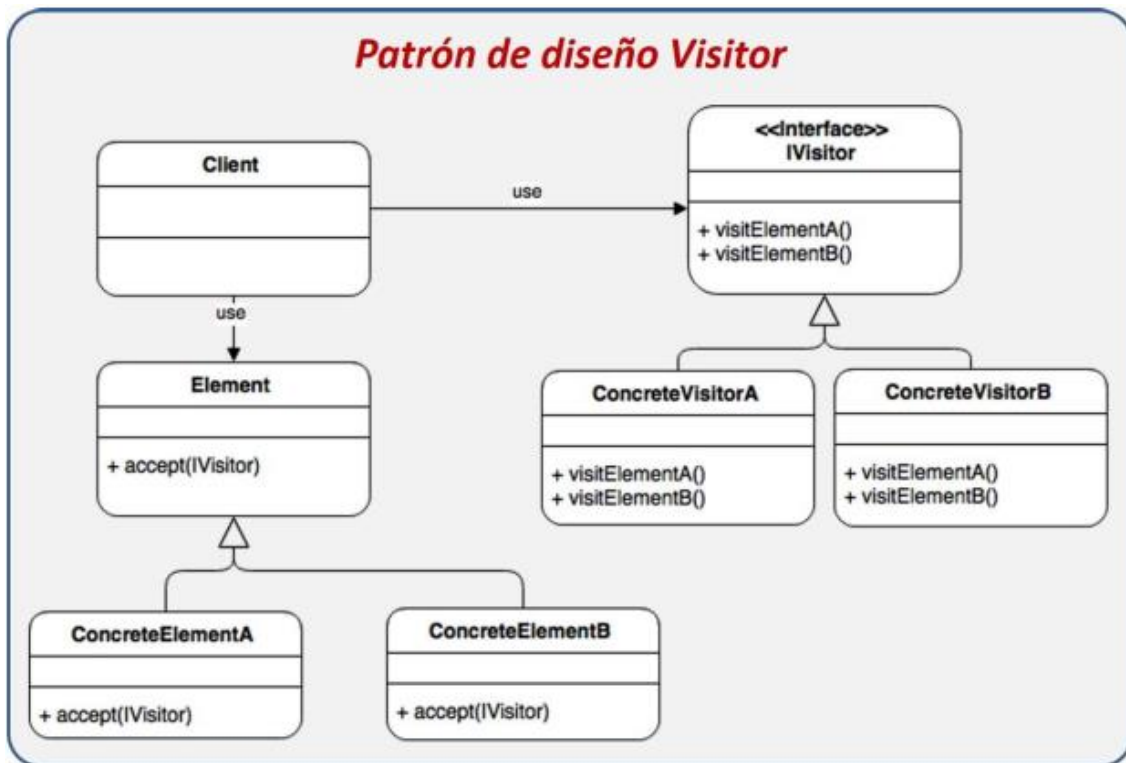 Patrón de diseño Visitor
Client
use
<<Interface>>
IVisitor
+ visitElementA()
+ visitElementB()
use
Element
+ accept(IVisitor)
ConcreteVisitorA
+ visitElementA()
+ visitElementB()
ConcreteVisitorB
+ visitElementA()
+ visitElementB()
ConcreteElementA
+ accept(IVisitor)
ConcreteElementB
+ accept(IVisitor)